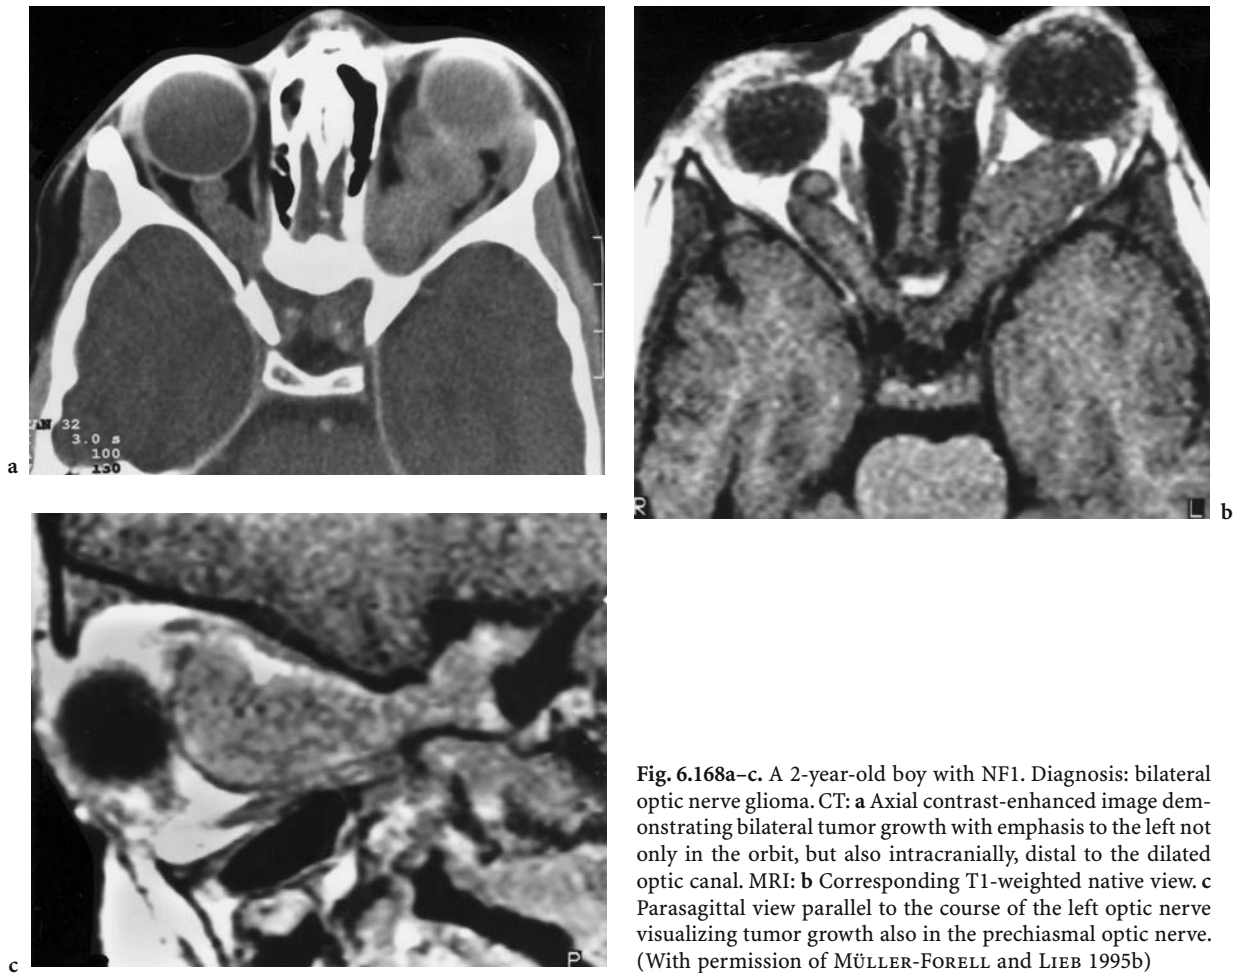 AN 32
3.0 s
100
130
a
R
L
b
P
c
Fig. 6.168a–c. A 2-year-old boy with NF1. Diagnosis: bilateral
optic nerve glioma. CT: a Axial contrast-enhanced image dem-
onstrating bilateral tumor growth with emphasis to the left not
only in the orbit, but also intracranially, distal to the dilated
optic canal. MRI: b Corresponding T1-weighted native view. c
Parasagittal view parallel to the course of the left optic nerve
visualizing tumor growth also in the prechiasmal optic nerve.
(With permission of MÜLLER-FORELL and LIEB 1995b)